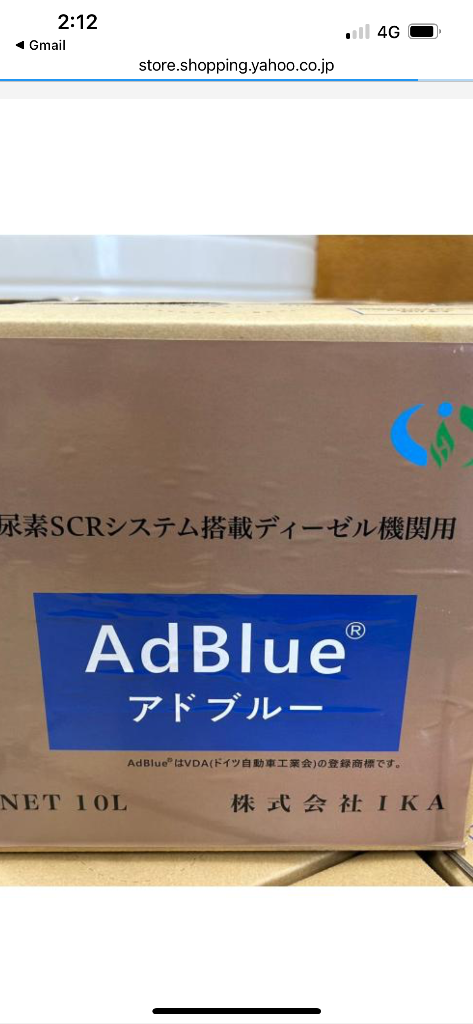 2:12
4G
◀ Gmail
store.shopping.yahoo.co.jp
尿素SCRシステム搭載ディーゼル機関用
AdBlue®
アドブルー
AdBlue®はVDA(ドイツ自動車工業会)の登録商標です。
NET 10L
株式会社IKA